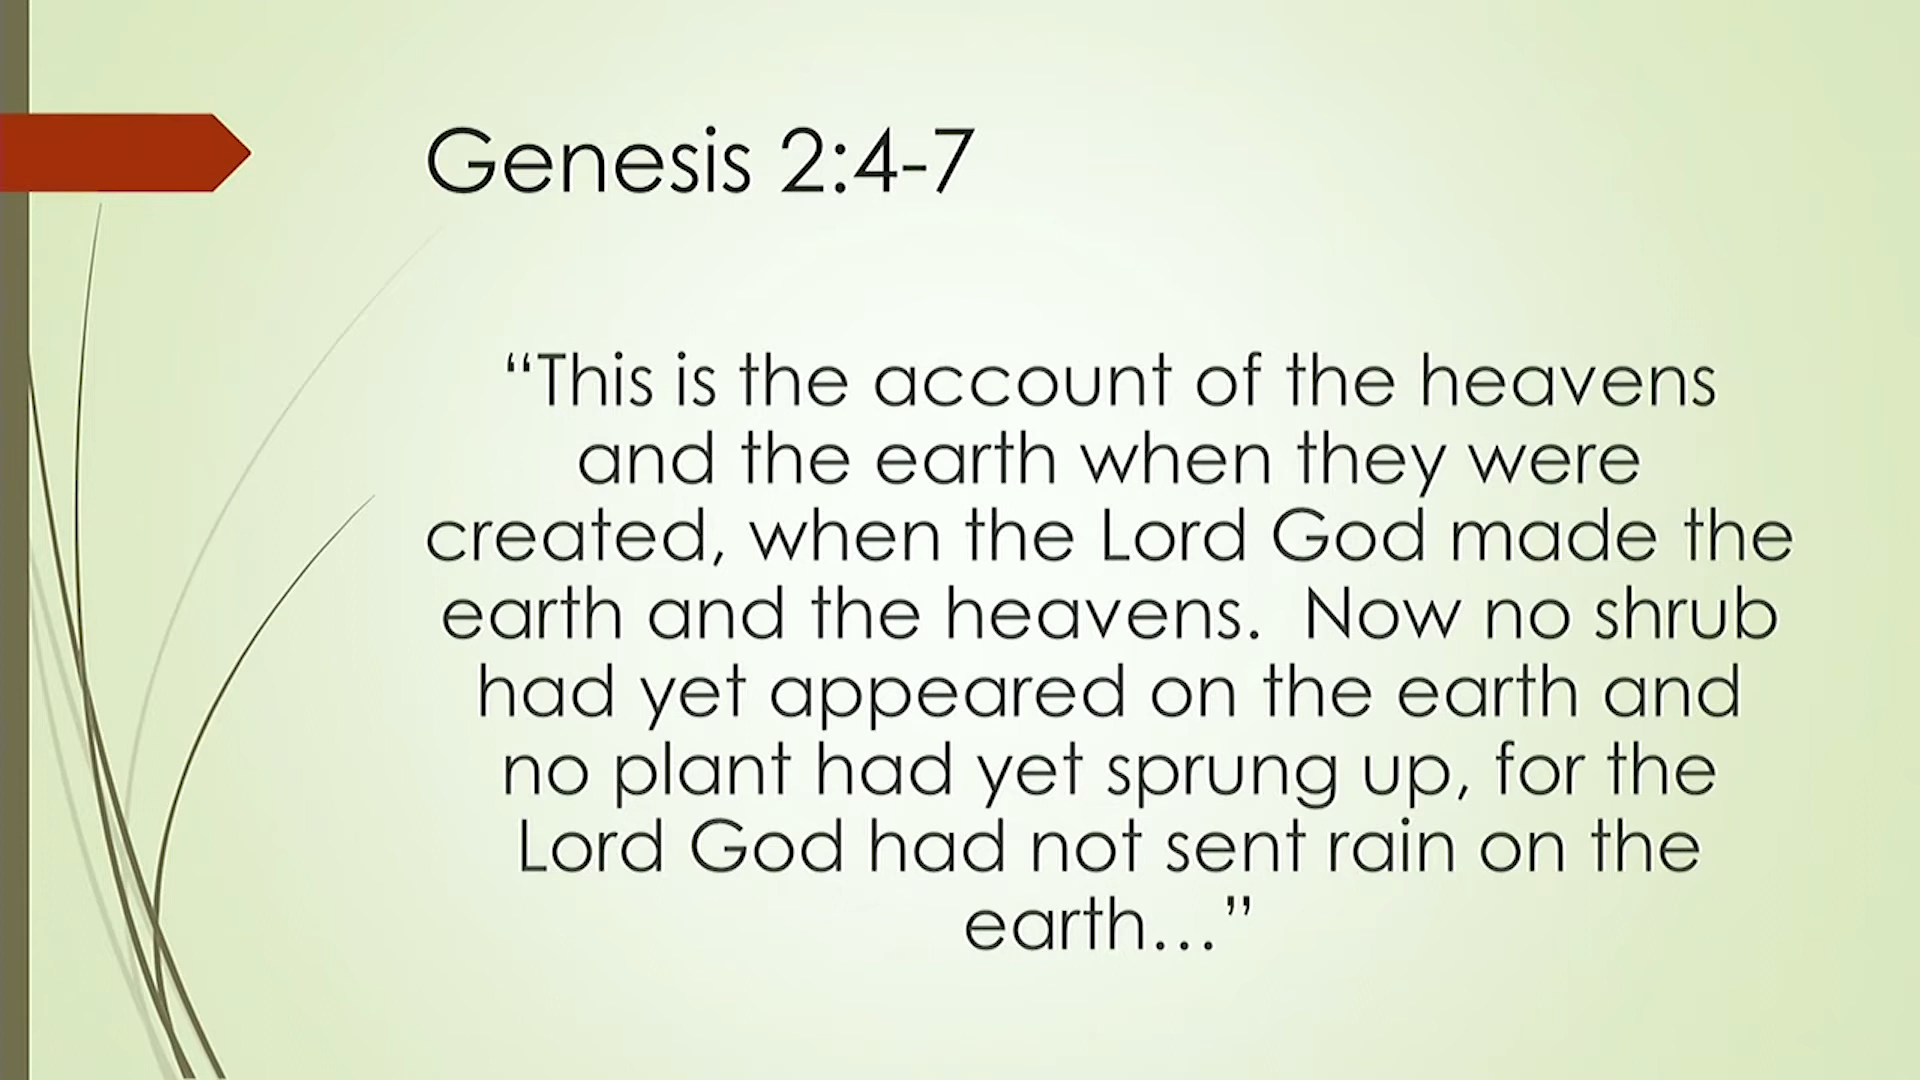 Genesis 2:4-7
“This is the account of the heavens
and the earth when they were
created, when the Lord God made the
earth and the heavens.  Now no shrub
had yet appeared on the earth and
no plant had yet sprung up, for the
Lord God had not sent rain on the
earth…”